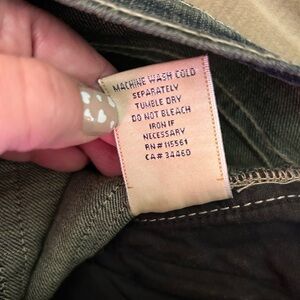 MACHINE WASH COLD
SEPARATELY
TUMBLE DRY
DO NOT BLEACH
IRON IF
NECESSARY
RN# 115561
CA# 34460